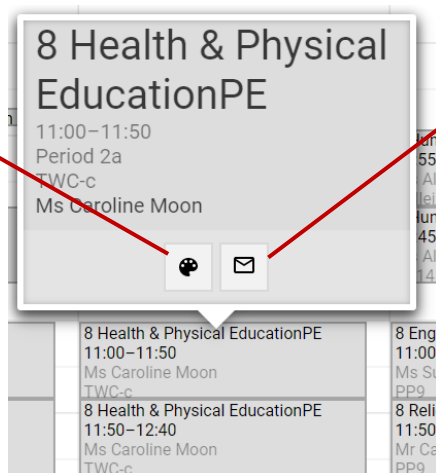 8 Health & Physical
EducationPE
11:00–11:50
Period 2a
TWC-c
Ms Caroline Moon
8 Health & Physical EducationPE
11:00–11:50
Ms Caroline Moon
TWC-c
8 Health & Physical EducationPE
11:50–12:40
Ms Caroline Moon
TWC-c
8 Eng
11:00
Ms Su
PP9
8 Reli
11:50
Mr Ca
PP9